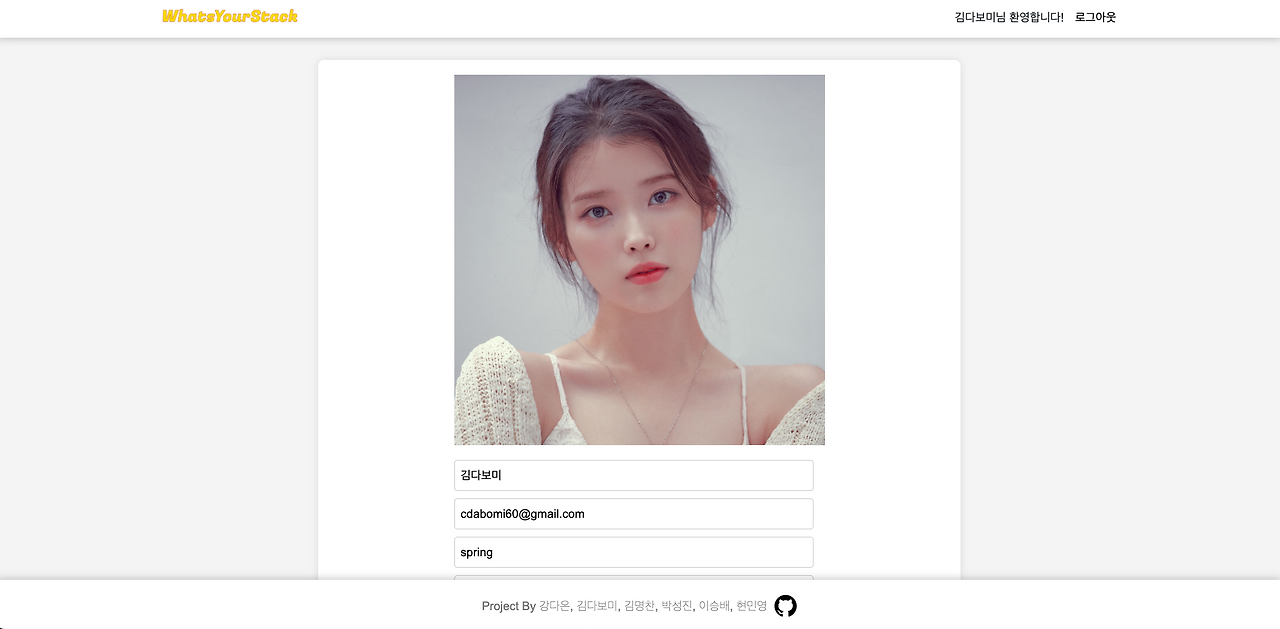 WhatsYourStack
김다보미님 환영합니다! 로그아웃
김다보미
cdabomi60@gmail.com
spring
Project By 강다온, 김다보미, 김명찬, 박성진, 이승배, 현민영